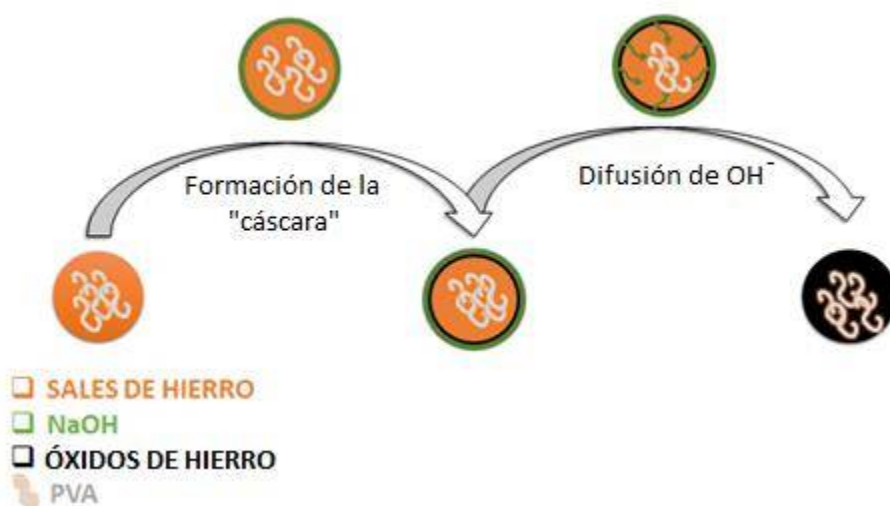 Formación de la
"cáscara"
Difusión de OH⁻
SALES DE HIERRO
NaOH
ÓXIDOS DE HIERRO
PVA